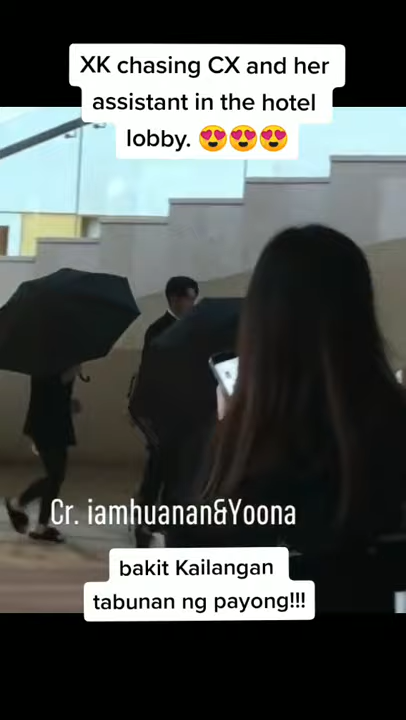 XK chasing CX and her
assistant in the hotel
lobby. 😍😍😍
Cr. iamhuanan&Yoona
bakit Kailangan
tabunan ng payong!!!